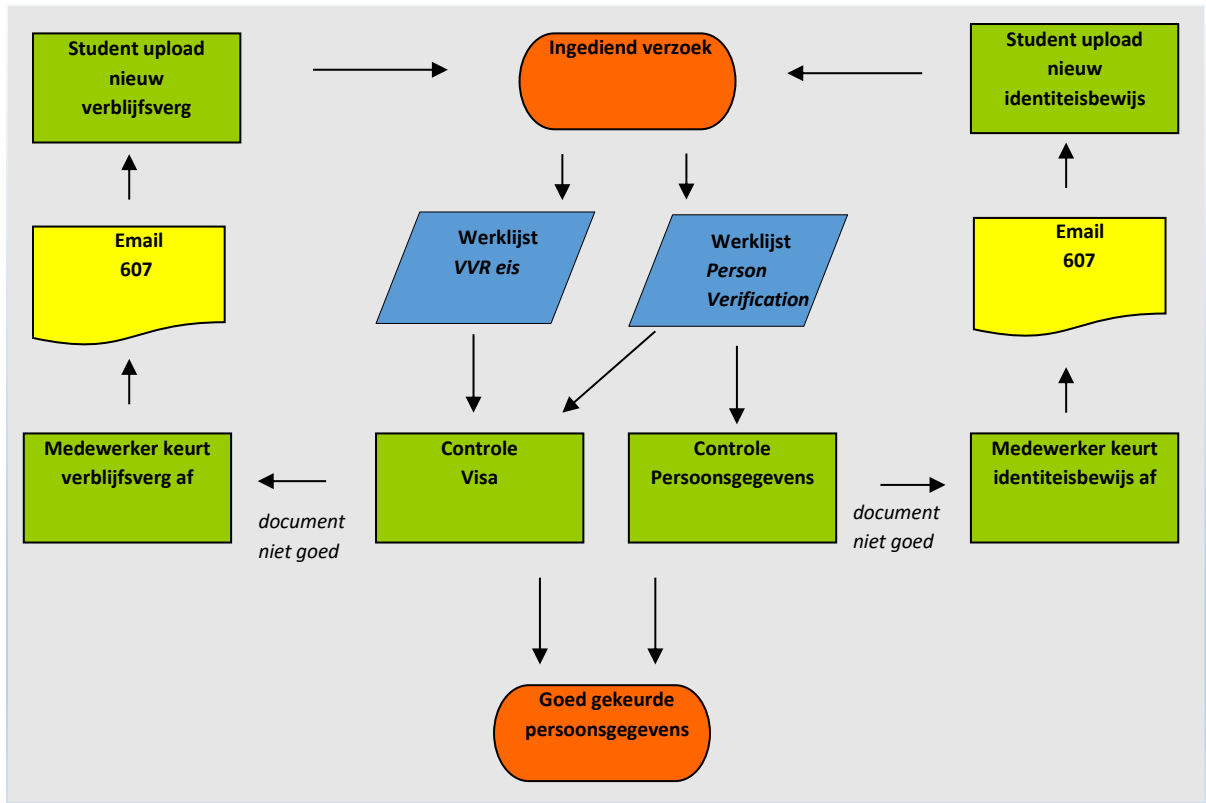 Student upload
nieuw
verblijfsverg
Ingediend verzoek
Student upload
nieuw
identiteisbewijs
Email
607
Werklijst
VVR eis
Werklijst
Person
Verification
Email
607
Medewerker keurt
verblijfsverg af
document
niet goed
Controle
Visa
Controle
Persoonsgegevens
document
niet goed
Medewerker keurt
identiteisbewijs af
Goed gekeurde
persoonsgegevens